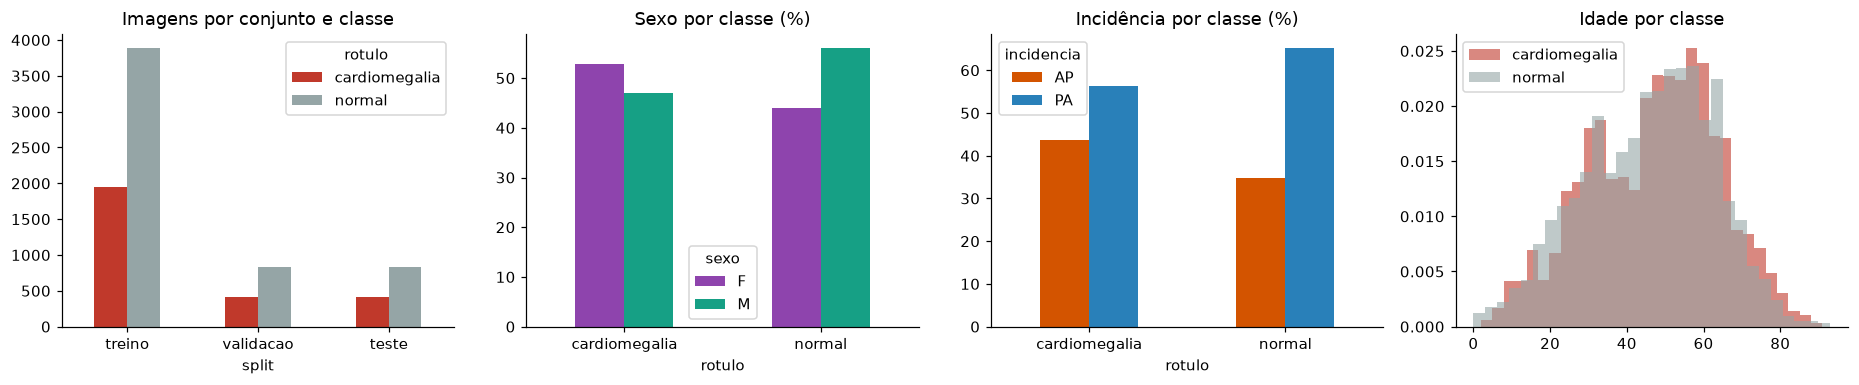 Imagens por conjunto e classe
4000
3500
3000
2500
2000
1500
1000
500
0
rotulo
cardiomegalia
normal
treino
validacao
teste
split
Sexo por classe (%)
50
40
30
20
10
0
sexo
F
M
cardiomegalia
normal
rotulo
Incidência por classe (%)
60
50
40
30
20
10
0
incidencia
AP
PA
cardiomegalia
normal
rotulo
Idade por classe
0.025
0.020
0.015
0.010
0.005
0.000
cardiomegalia
normal
0
20
40
60
80